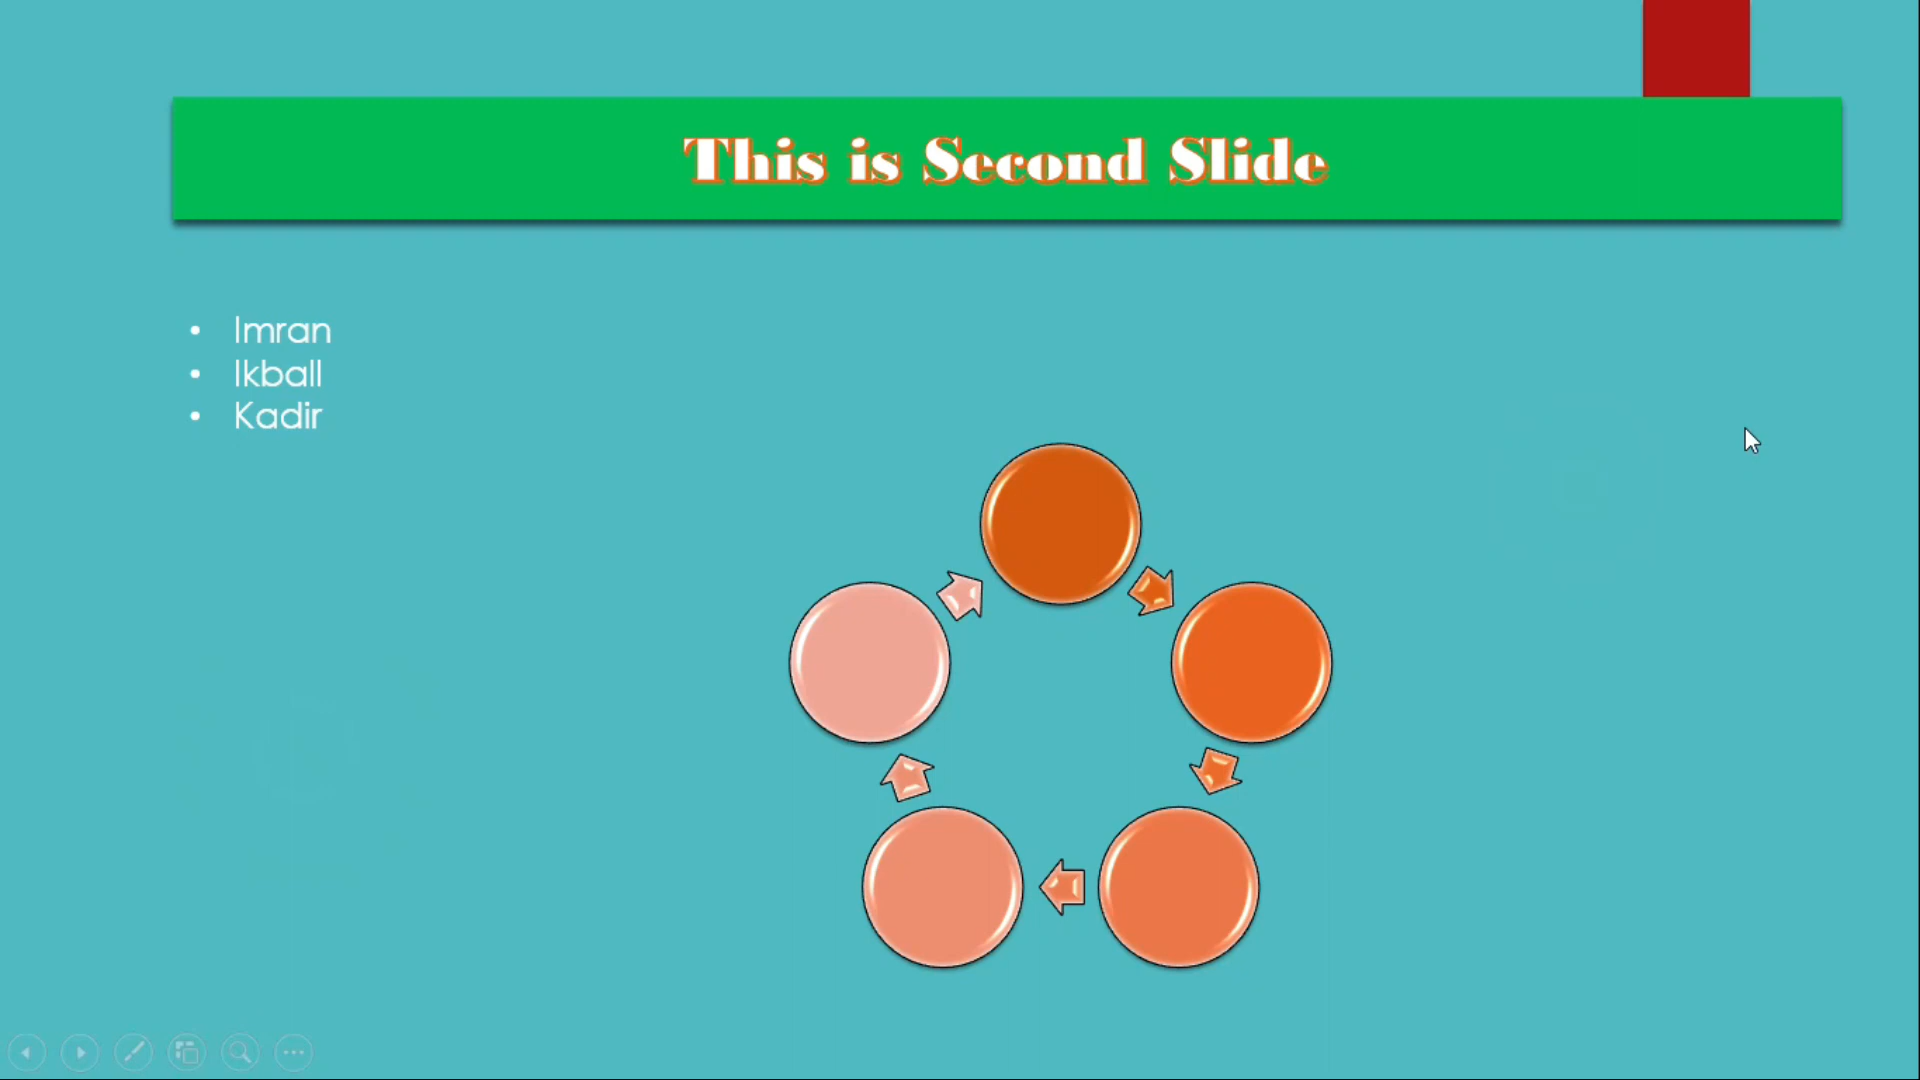 This is Second Slide
• Imran
• Ikball
• Kadir